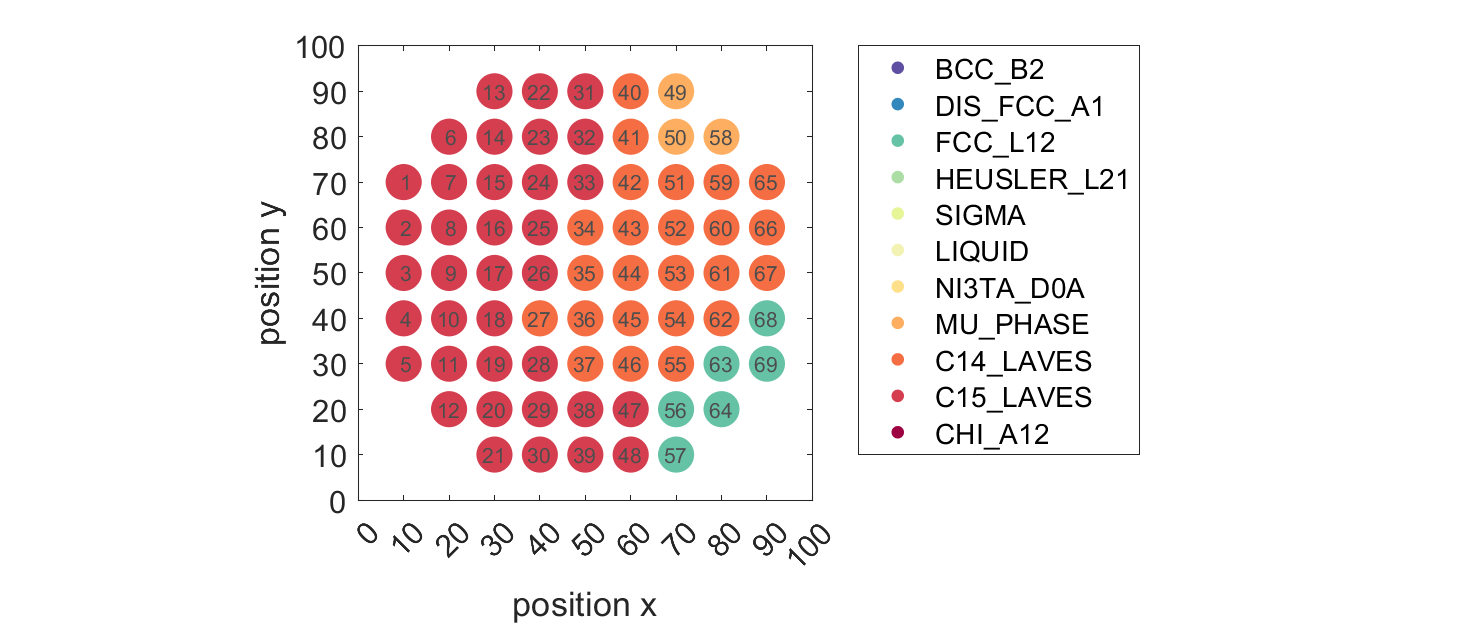 100
90
80
70
60
50
40
30
20
10
0
position y
13 22 31 40 49
6 14 23 32 41 50 58
1 7 15 24 33 42 51 59 65
2 8 16 25 34 43 52 60 66
3 9 17 26 35 44 53 61 67
4 10 18 27 36 45 54 62 68
5 11 19 28 37 46 55 63 69
12 20 29 38 47 56 64
21 30 39 48 57
0 10 20 30 40 50 60 70 80 90 100
position x
BCC_B2
DIS_FCC_A1
FCC_L12
HEUSLER_L21
SIGMA
LIQUID
NI3TA_D0A
MU_PHASE
C14_LAVES
C15_LAVES
CHI_A12